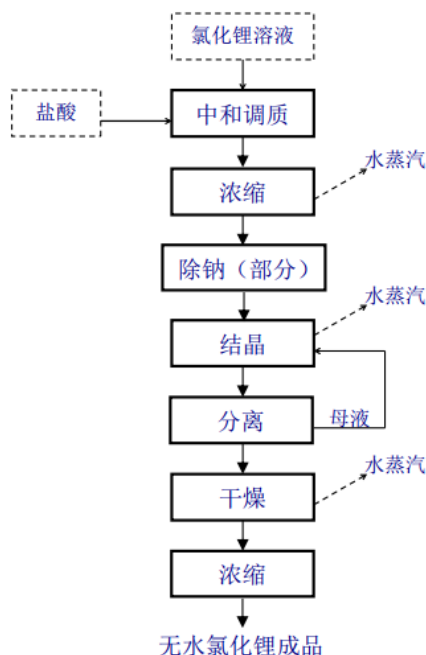 氯化锂溶液
盐酸
中和调质
水蒸汽
浓缩
除钠（部分）
水蒸汽
结晶
分离
母液
水蒸汽
干燥
浓缩
无水氯化锂成品